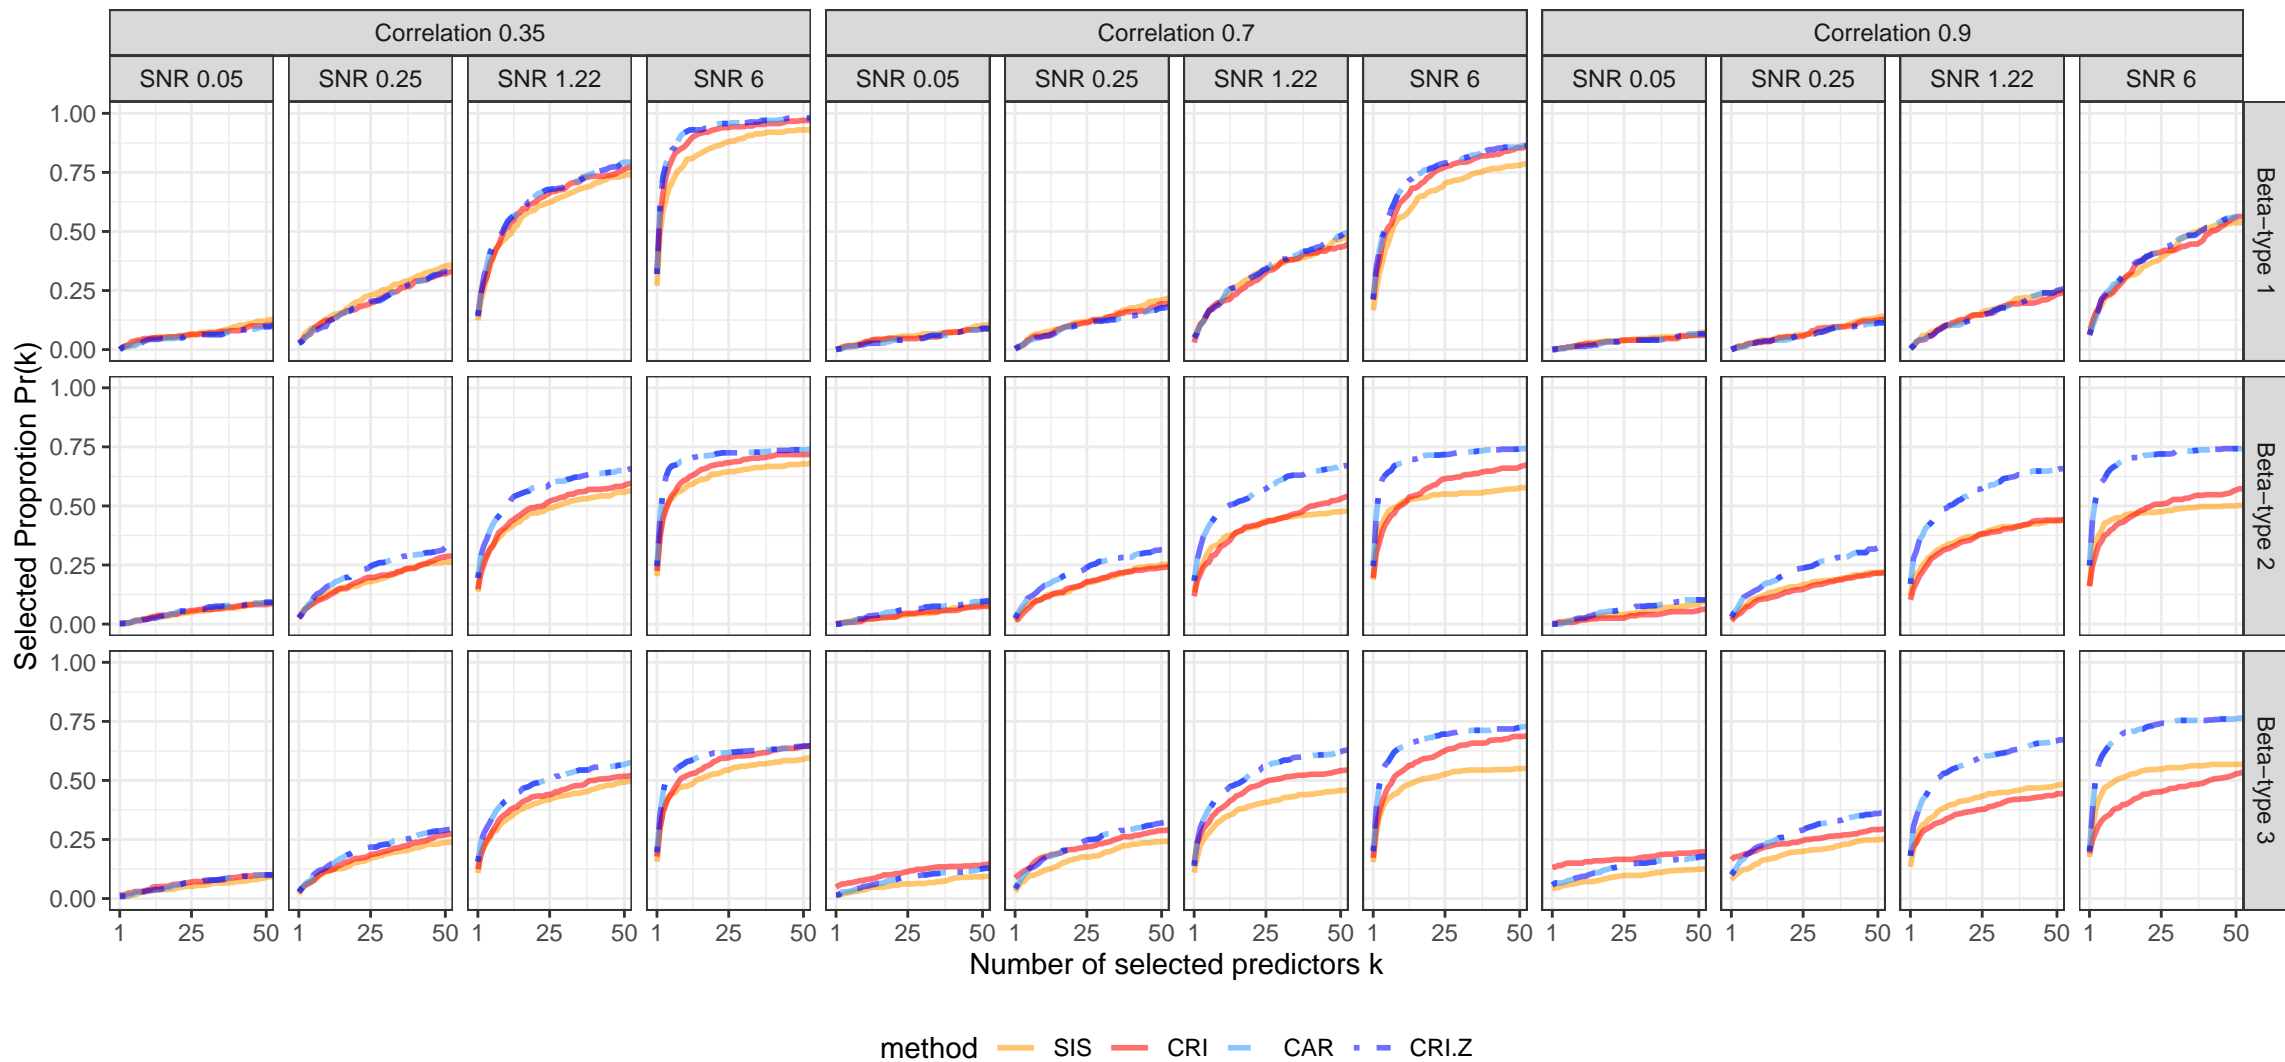 Correlation 0.35 Correlation 0.7 Correlation 0.9
SNR 0.05 SNR 0.25 SNR 1.22 SNR 6 SNR 0.05 SNR 0.25 SNR 1.22 SNR 6 SNR 0.05 SNR 0.25 SNR 1.22 SNR 6
Selected Proprotion Pr(k)
1.00
0.75
0.50
0.25
0.00
Beta−type 1
1.00
0.75
0.50
0.25
0.00
Beta−type 2
1.00
0.75
0.50
0.25
0.00
Beta−type 3
1 25 50 1 25 50 1 25 50 1 25 50 1 25 50 1 25 50 1 25 50 1 25 50 1 25 50 1 25 50 1 25 50 1 25 50
Number of selected predictors k
method SIS CRI CAR CRI.Z